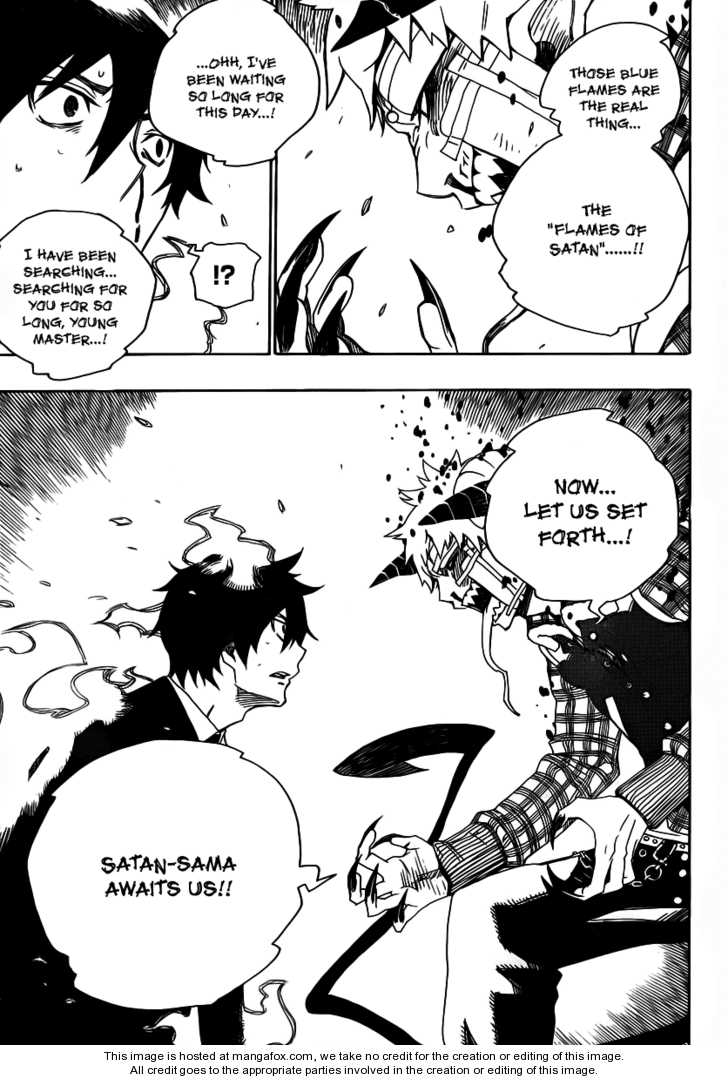 THOSE BLUE
FLAMES ARE
THE REAL
THING...
THE
"FLAMES OF
SATAN"......!!
...OHH, I'VE
BEEN WAITING
SO LONG FOR
THIS DAY...!
!?
I HAVE BEEN
SEARCHING...
SEARCHING FOR
YOU FOR SO
LONG, YOUNG
MASTER...!
NOW...
LET US SET
FORTH...!
SATAN-SAMA
AWAITS US!!
This image is hosted at mangafox.com, we take no credit for the creation or editing of this image.
All credit goes to the appropriate parties involved in the creation or editing of this image.